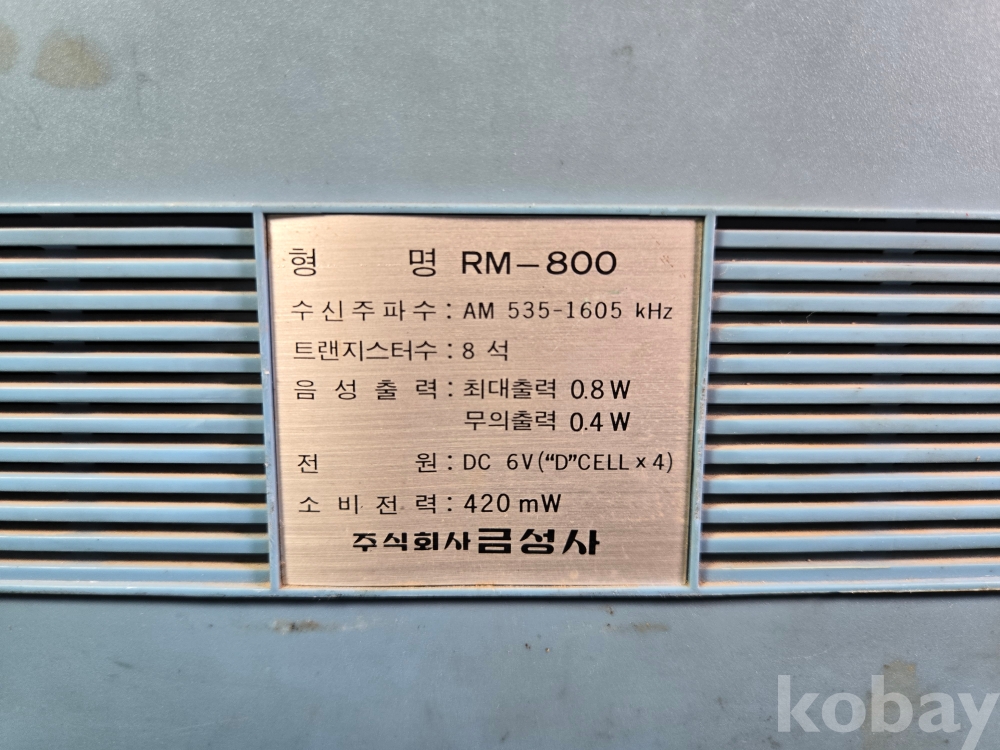 형 명 RM-800
수신주파수 : AM 535-1605 kHz
트랜지스터수 : 8 석
음성출력 : 최대출력 0.8W
무의출력 0.4W
전 원 : DC 6V ("D"CELL x 4)
소비전력 : 420 mW
주식회사 금성사
kobay